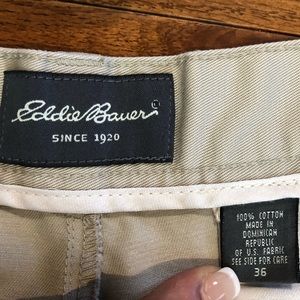 Eddie Bauer®
SINCE 1920
100% COTTON
MADE IN
DOMINICAN
REPUBLIC
OF U.S. FABRIC
SEE SIDE FOR CARE
36